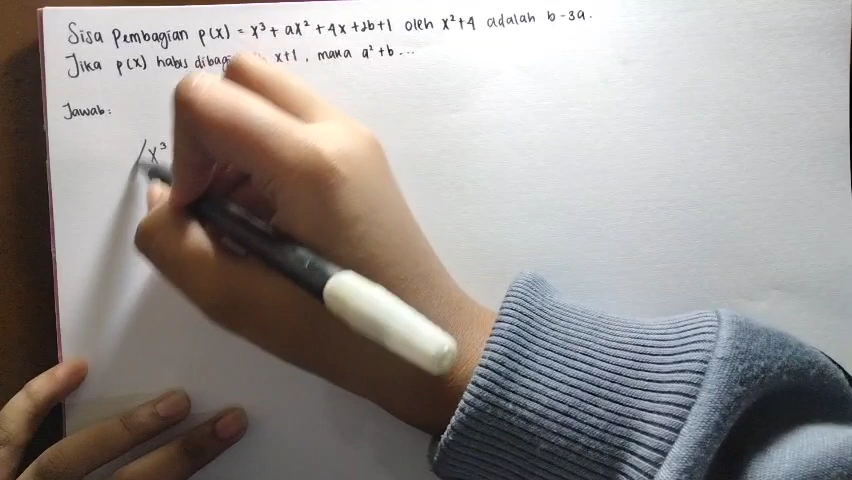 Sisa Pembagian p(x) = x³ + ax² + 4x + 2b + 1 oleh x² + 4 adalah b - 3a.
Jika p(x) habis dibag x+1, maka a² + b ...
Jawab:
x³